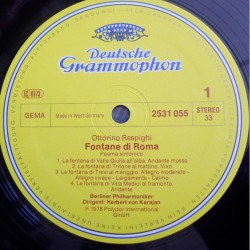 Deutsche
Grammophon
LC 0173
1
GEMA
Made in West Germany
2531 055
STEREO
33
Ottorino Respighi
Fontane di Roma
Poema sinfonico
1. La fontana di Valle Giulia all'alba. Andante mosso
2. La fontana di Tritone al mattino. Vivo
3. La fontana di Trevi al meriggio. Allegro moderato -
Allegro vivace - Largamente - Calmo
4. La fontana di Villa Medici al tramonto.
Andante
Berliner Philharmoniker
Dirigent: Herbert von Karajan
Ⓟ 1978 Polydor International
GmbH